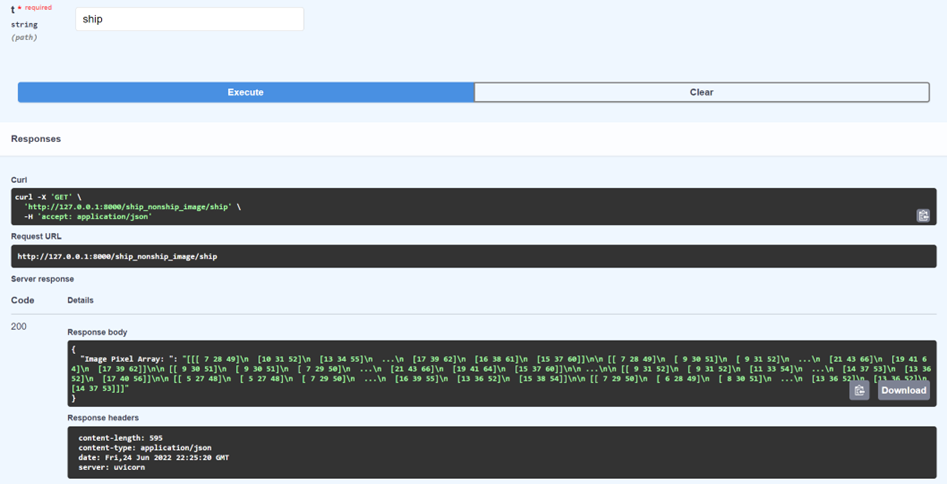 t * required
string
(path)
ship
Execute
Clear
Responses
Curl
curl -X 'GET' \
'http://127.0.0.1:8000/ship_nonship_image/ship' \
-H 'accept: application/json'
Request URL
http://127.0.0.1:8000/ship_nonship_image/ship
Server response
Code Details
200
Response body
{
"Image Pixel Array: ": "[[[ 7 28 49]\n  [10 31 52]\n  [13 34 55]\n  ...\n  [17 39 62]\n  [16 38 61]\n  [15 37 60]]\n\n [[ 7 28 49]\n  [ 9 30 51]\n  [ 9 31 52]\n  ...\n  [21 43 66]\n  [19 41 6
4]\n  [17 39 62]]\n\n [[ 9 30 51]\n  [ 9 30 51]\n  [ 7 29 50]\n  ...\n  [21 43 66]\n  [19 41 64]\n  [15 37 60]]\n\n ...\n\n [[ 9 31 52]\n  [ 9 31 52]\n  [11 33 54]\n  ...\n  [14 37 53]\n  [13 36
52]\n  [17 40 56]]\n\n [[ 5 27 48]\n  [ 5 27 48]\n  [ 7 29 50]\n  ...\n  [16 39 55]\n  [13 36 52]\n  [15 38 54]]\n\n [[ 7 29 50]\n  [ 6 28 49]\n  [ 8 30 51]\n  ...\n  [13 36 52]\n  [13 36 52]\n
[14 37 53]]]"
}
Download
Response headers
content-length: 595
content-type: application/json
date: Fri,24 Jun 2022 22:25:20 GMT
server: uvicorn